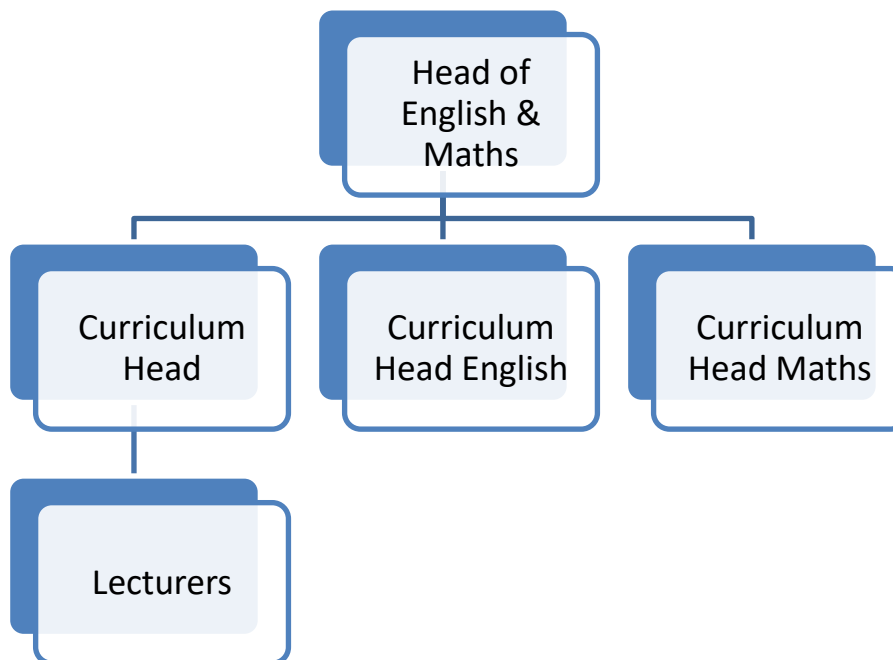 Head of
English &
Maths
Curriculum
Head
Curriculum
Head English
Curriculum
Head Maths
Lecturers